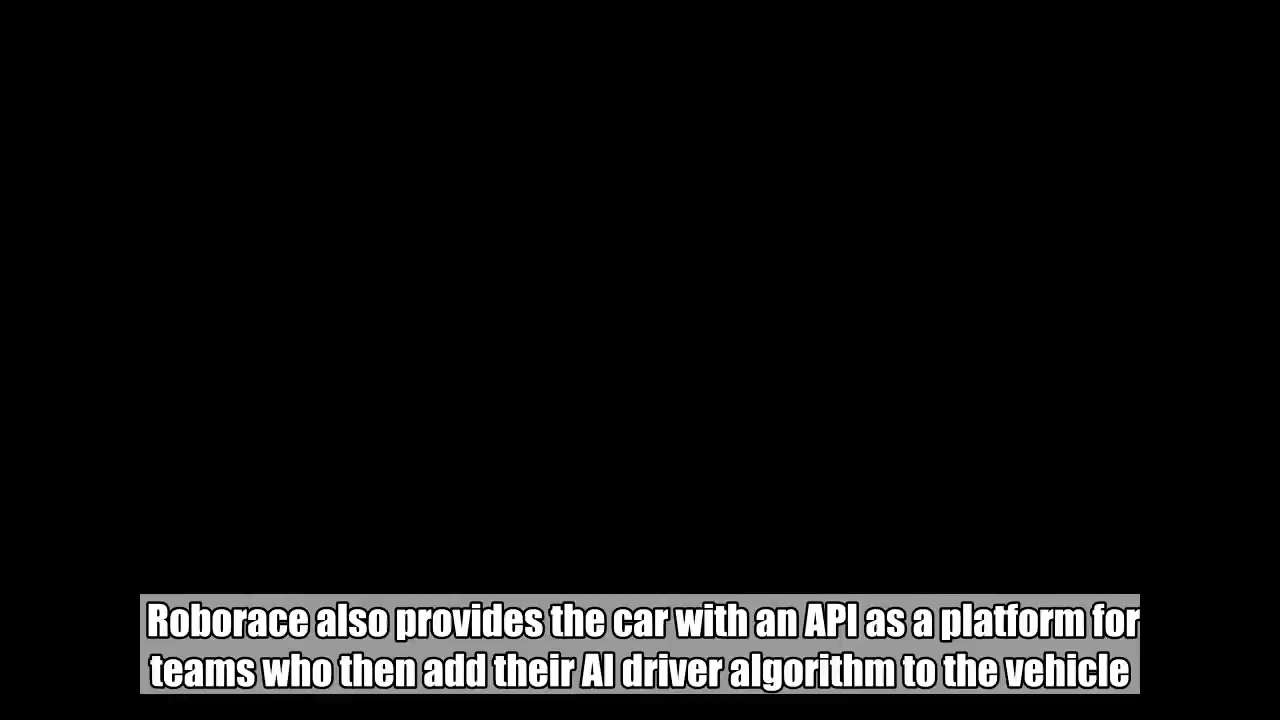 Roborace also provides the car with an API as a platform for
teams who then add their AI driver algorithm to the vehicle